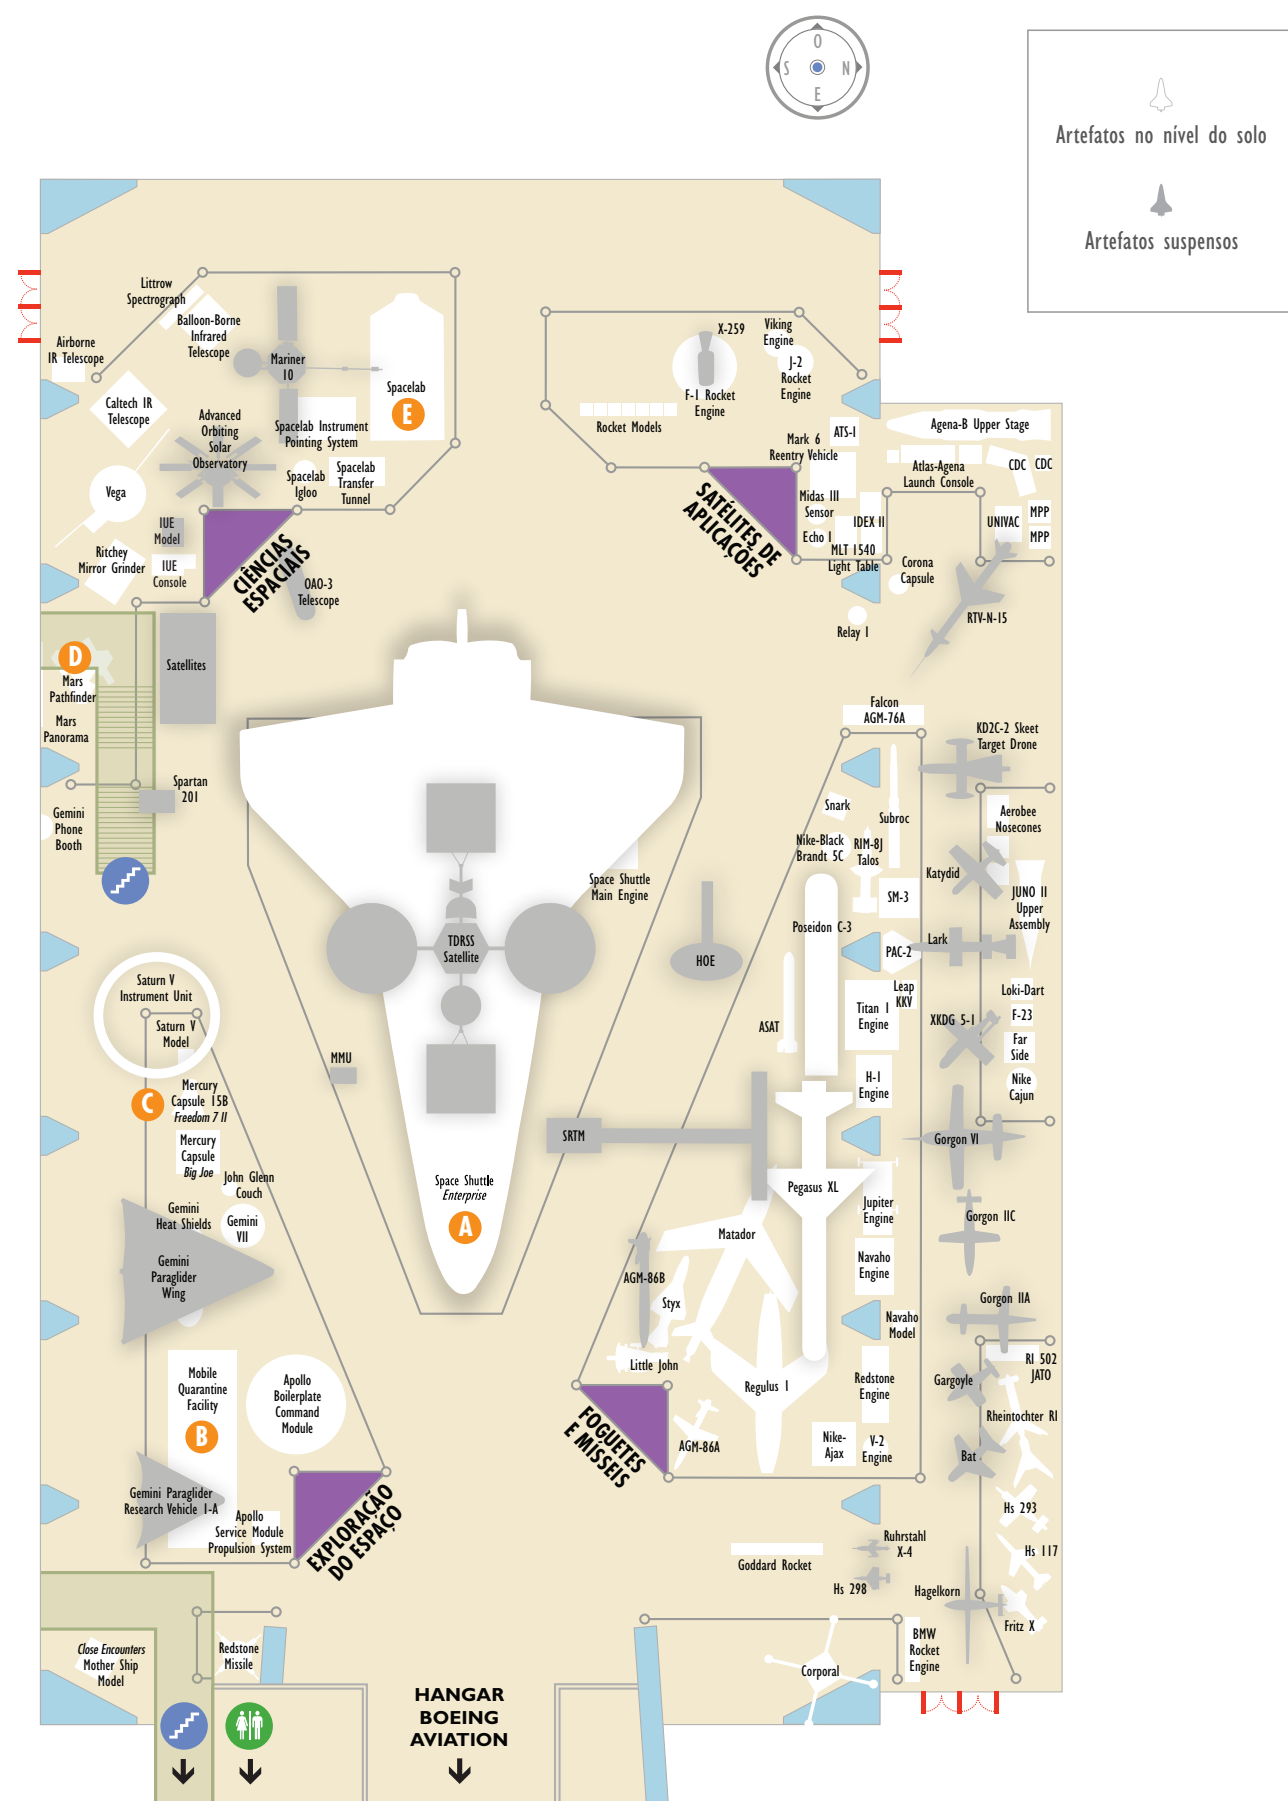 O
S
N
E
Artefatos no nível do solo
Artefatos suspensos
Littrow
Spectrograph
Balloon-Borne
Infrared
Telescope
Airborne
IR Telescope
Mariner
10
Caltech IR
Telescope
Advanced
Orbiting
Solar
Observatory
Spacelab
E
Spacelab Instrument
Pointing System
Spacelab
Igloo
Spacelab
Transfer
Tunnel
Vega
IUE
Model
Ritchey
Mirror Grinder
IUE
Console
CIÊNCIAS
ESPACIAIS
OAO-3
Telescope
X-259
Viking
Engine
J-2
Rocket
Engine
F-1 Rocket
Engine
Rocket Models
ATS-1
Mark 6
Reentry Vehicle
Agena-B Upper Stage
Atlas-Agena
Launch Console
CDC
CDC
Midas III
Sensor
IDEX II
Echo I
MLT 1540
Light Table
UNIVAC
MPP
MPP
SATÉLITES DE
APLICAÇÕES
Corona
Capsule
Relay 1
RTV-N-15
D
Mars
Pathfinder
Mars
Panorama
Satellites
Spartan
201
Gemini
Phone
Booth
Falcon
AGM-76A
KD2C-2 Skeet
Target Drone
Snark
Subroc
Nike-Black
Brandt 5C
RIM-8J
Talos
Aerobee
Nosecones
Katydid
Space Shuttle
Main Engine
SM-3
JUNO II
Upper
Assembly
Poseidon C-3
TDRSS
Satellite
HOE
PAC-2
Lark
Leap
KKV
Loki-Dart
Saturn V
Instrument Unit
Saturn V
Model
ASAT
Titan I
Engine
XKDG 5-1
F-23
Far
Side
MMU
H-1
Engine
Nike
Cajun
C
Mercury
Capsule 15B
Freedom 7 II
Mercury
Capsule
Big Joe
SRTM
Gorgon VI
John Glenn
Couch
Space Shuttle
Enterprise
A
Pegasus XL
Gemini
Heat Shields
Gemini
VII
Jupiter
Engine
Gorgon IIC
Matador
Gemini
Paraglider
Wing
AGM-86B
Navaho
Engine
Styx
Gorgon IIA
Navaho
Model
Mobile
Quarantine
Facility
B
Apollo
Boilerplate
Command
Module
Little John
Regulus 1
Redstone
Engine
RI 502
JATO
Gargoyle
Rheintochter RI
FOGUETES
E MÍSSEIS
AGM-86A
Nike-
Ajax
V-2
Engine
Bat
Gemini Paraglider
Research Vehicle 1-A
Apollo
Service Module
Propulsion System
EXPLORAÇÃO
DO ESPAÇO
Hs 293
Goddard Rocket
Ruhrstahl
X-4
Hs 298
Hs 117
Hagelkorn
Fritz X
Close Encounters
Mother Ship
Model
Redstone
Missile
Corporal
BMW
Rocket
Engine
HANGAR
BOEING
AVIATION